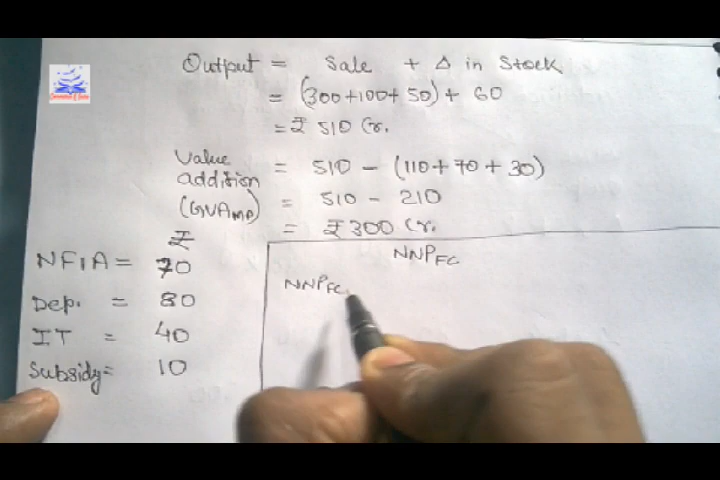 Output = Sale + Δ in Stock
= (300+100+50) + 60
= ₹ 510 Cr.
Value addition (GVAMP) = 510 - (110+70+30)
= 510 - 210
= ₹300 Cr.
₹
NFIA = 70
Dep. = 80
IT = 40
Subsidy = 10
NNPFC
NNPFC